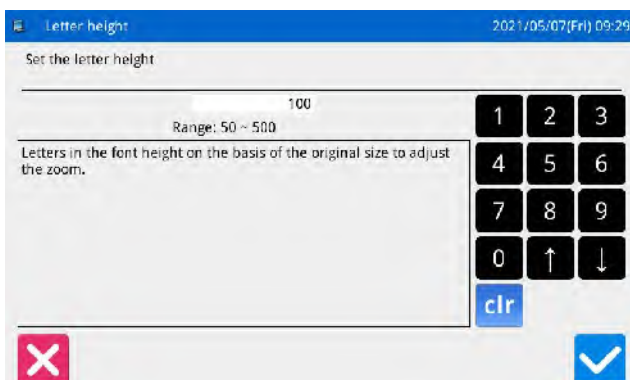 Letter height 2021/05/07(Fri) 09:29
Set the letter height
100
Range: 50 ~ 500
Letters in the font height on the basis of the original size to adjust
the zoom.
1 2 3
4 5 6
7 8 9
0 ↑ ↓
clr